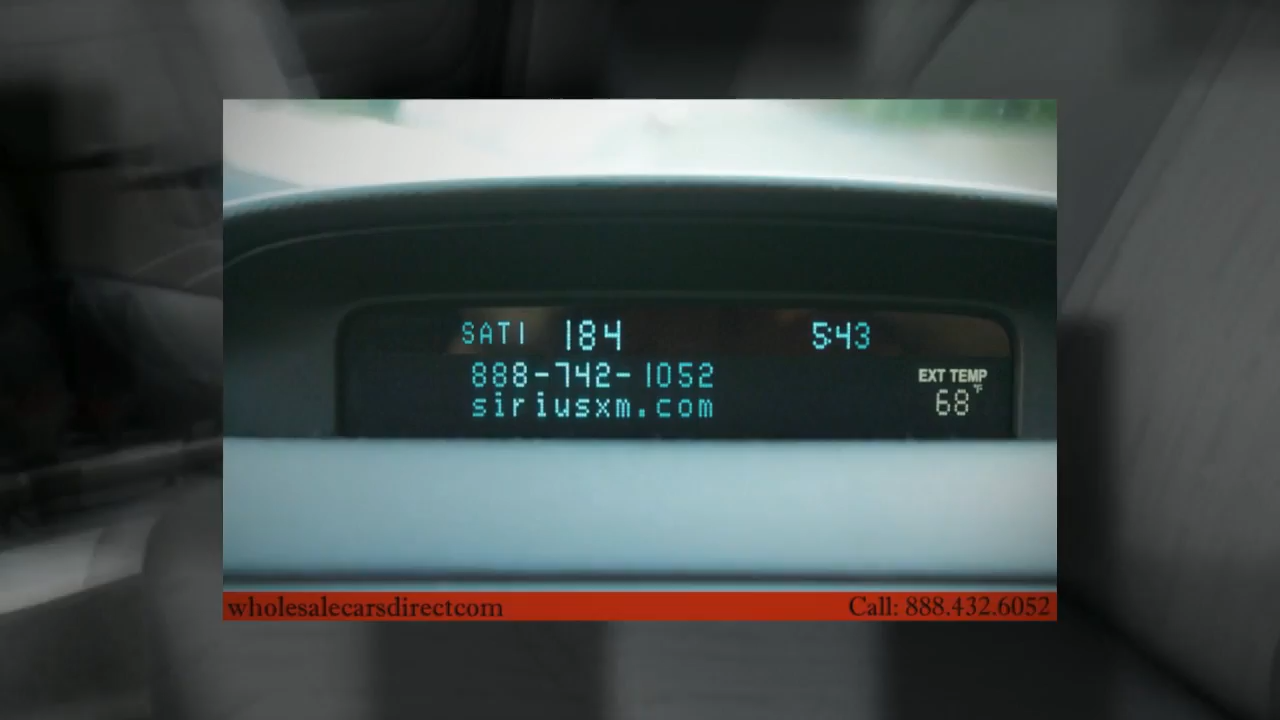 SAT1 184 5:43
888-742-1052
siriusxm.com
EXT TEMP
68°F
wholesalecarsdirectcom Call: 888.432.6052